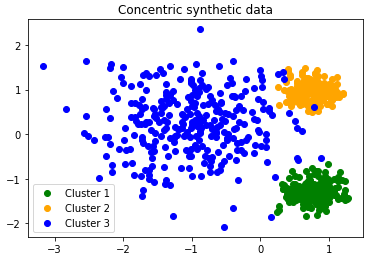 Concentric synthetic data
2
1
0
−1
−2
Cluster 1
Cluster 2
Cluster 3
−3 −2 −1 0 1